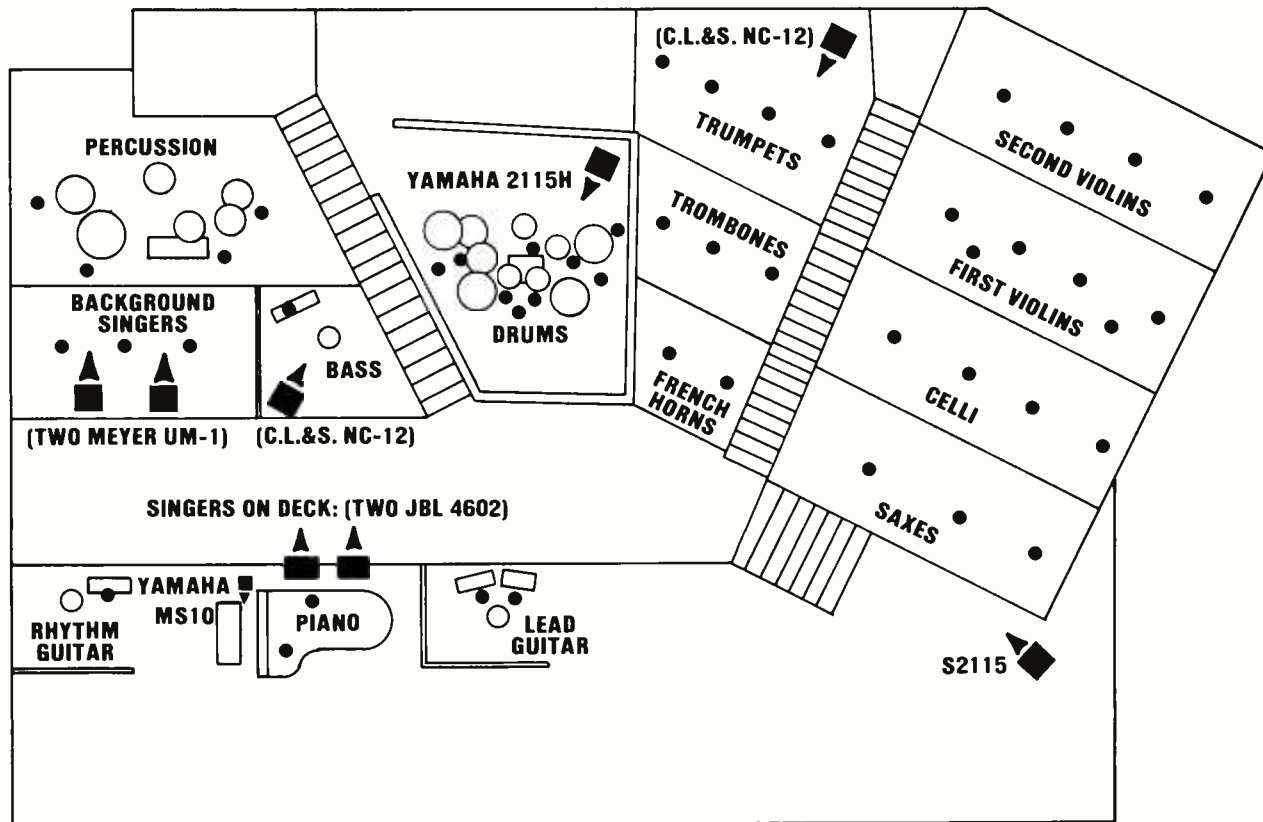 (C.L.&S. NC-12)
PERCUSSION
TRUMPETS
SECOND VIOLINS
YAMAHA 2115H
TROMBONES
FIRST VIOLINS
BACKGROUND
SINGERS
DRUMS
BASS
FRENCH
HORNS
CELLI
(TWO MEYER UM-1)
(C.L.&S. NC-12)
SINGERS ON DECK: (TWO JBL 4602)
SAXES
YAMAHA
MS10
RHYTHM
GUITAR
PIANO
LEAD
GUITAR
S2115